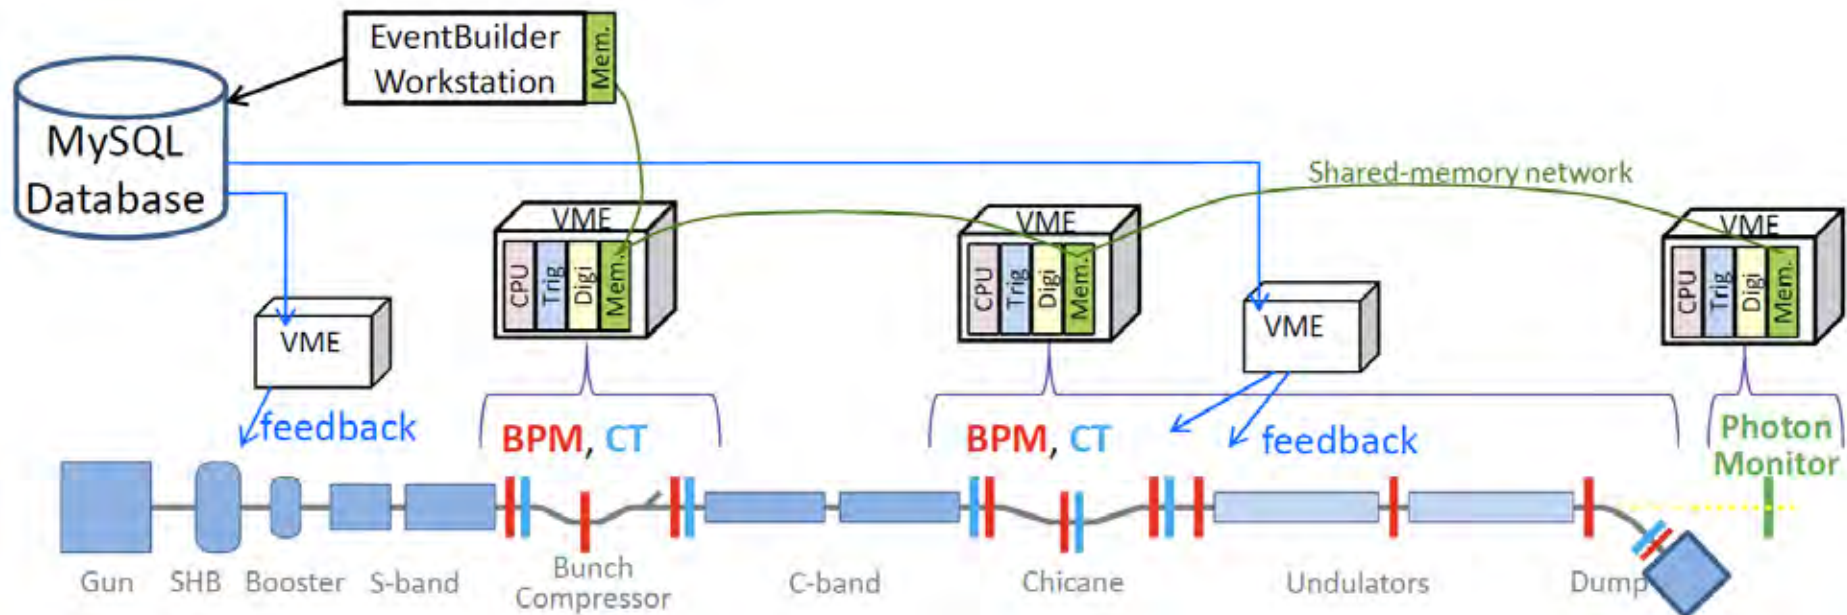 EventBuilder
Workstation
Mem.
MySQL
Database
Shared-memory network
VME
CPU
Trig
Digi
Mem.
VME
CPU
Trig
Digi
Mem.
VME
CPU
Trig
Digi
Mem.
VME
VME
feedback
BPM, CT
BPM, CT
feedback
Photon
Monitor
Gun
SHB
Booster
S-band
Bunch
Compressor
C-band
Chicane
Undulators
Dump